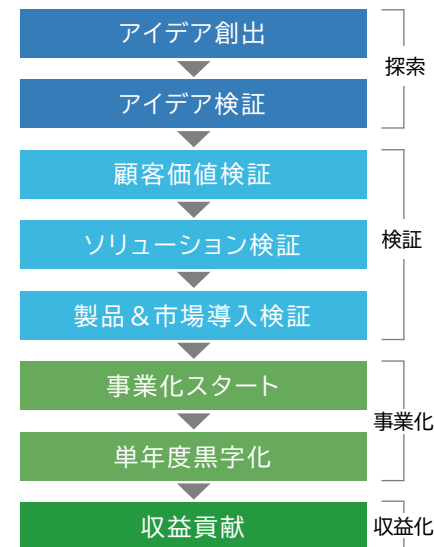 アイデア創出
アイデア検証
探索
顧客価値検証
ソリューション検証
製品＆市場導入検証
検証
事業化スタート
単年度黒字化
事業化
収益貢献
収益化